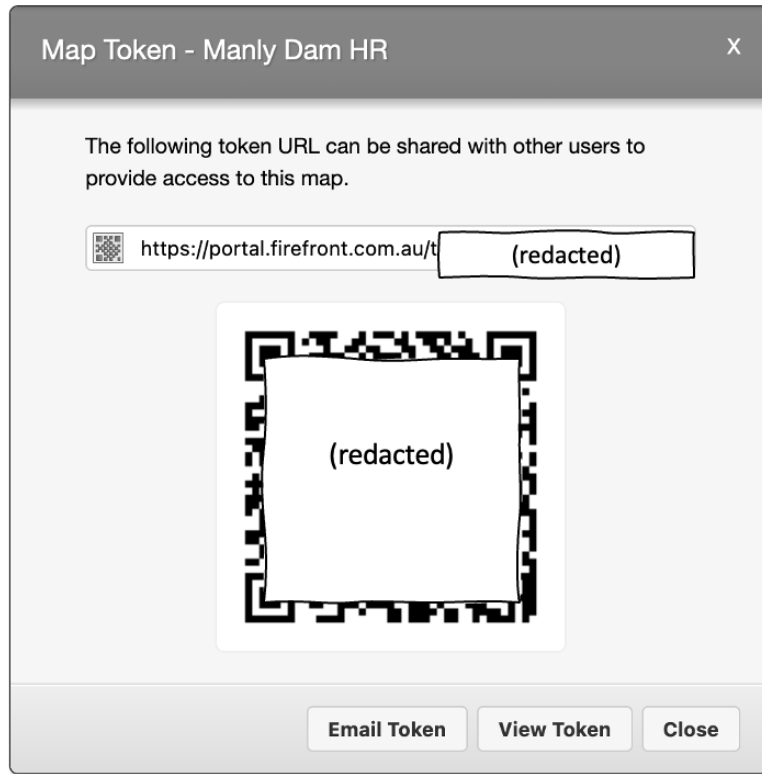 Map Token - Manly Dam HR
X
The following token URL can be shared with other users to
provide access to this map.
https://portal.firefront.com.au/t
(redacted)
(redacted)
Email Token
View Token
Close